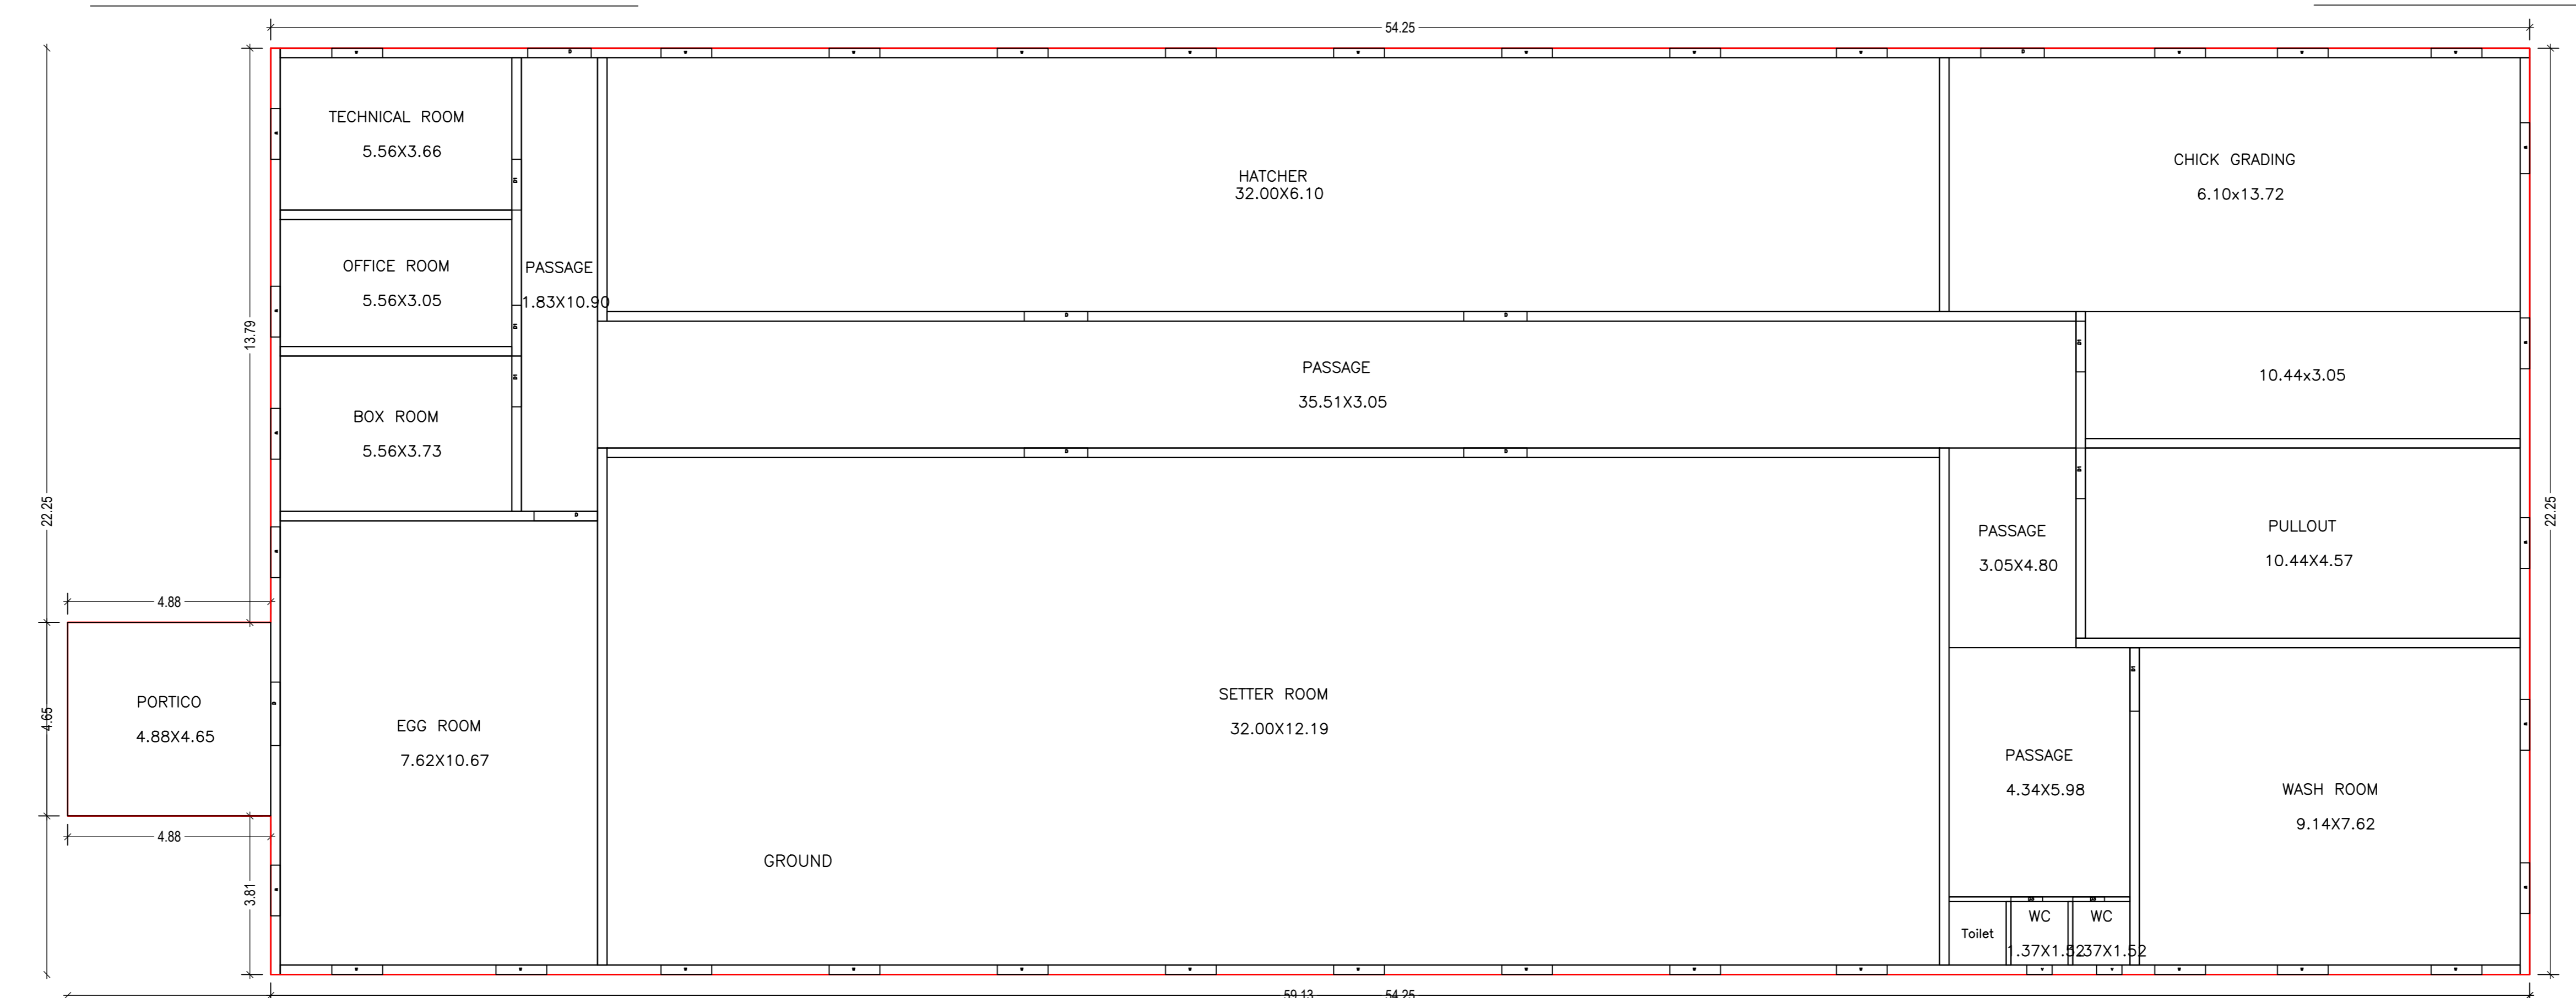 54.25
TECHNICAL ROOM
5.56X3.66
HATCHER
32.00X6.10
CHICK GRADING
6.10x13.72
OFFICE ROOM
5.56X3.05
PASSAGE
1.83X10.90
13.79
PASSAGE
35.51X3.05
10.44x3.05
BOX ROOM
5.56X3.73
22.25
22.25
PASSAGE
3.05X4.80
PULLOUT
10.44X4.57
4.88
PORTICO
4.88X4.65
4.65
EGG ROOM
7.62X10.67
SETTER ROOM
32.00X12.19
PASSAGE
4.34X5.98
WASH ROOM
9.14X7.62
4.88
GROUND
3.81
Toilet
WC
WC
59.13
54.25